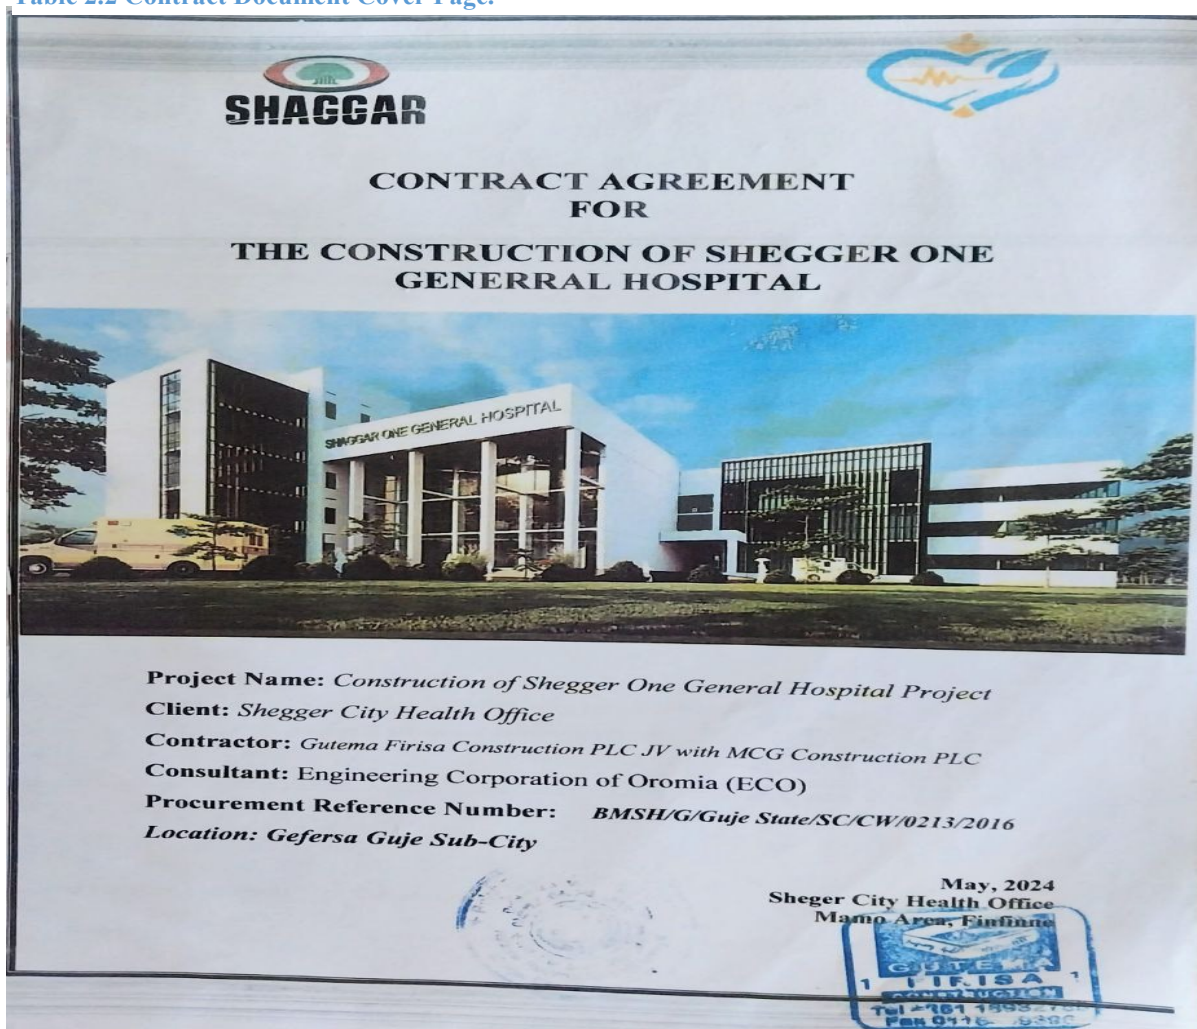 Table 2.2 Contract Document Cover Page.
SHAGGAR
CONTRACT AGREEMENT
FOR
THE CONSTRUCTION OF SHEGGER ONE
GENERRAL HOSPITAL
SHAGGAR ONE GENERAL HOSPITAL
Project Name: Construction of Shegger One General Hospital Project
Client: Shegger City Health Office
Contractor: Gutema Firisa Construction PLC JV with MCG Construction PLC
Consultant: Engineering Corporation of Oromia (ECO)
Procurement Reference Number: BMSH/G/Guje State/SC/CW/0213/2016
Location: Gefersa Guje Sub-City
May, 2024
Sheger City Health Office
Mamo Area, Finfinne
GUTEMA
FIRISA
CONSTRUCTION
Tel
Fax